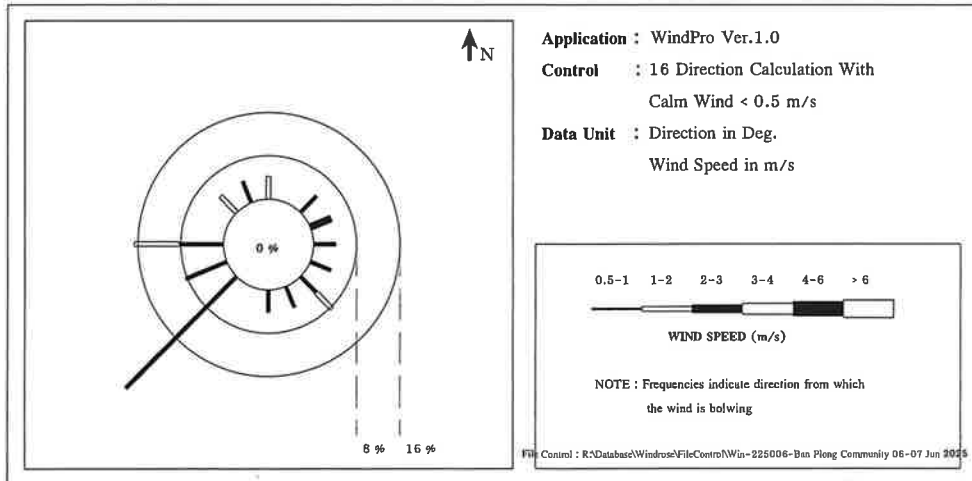 N
0 %
8 % 16 %
Application : WindPro Ver.1.0
Control : 16 Direction Calculation With
Calm Wind < 0.5 m/s
Data Unit : Direction in Deg.
Wind Speed in m/s
0.5-1 1-2 2-3 3-4 4-6 > 6
WIND SPEED (m/s)
NOTE : Frequencies indicate direction from which
the wind is bolwing
File Control : R:\Database\Windrose\FileControl\Win-225006-Ban Plong Community 06-07 Jun 2025